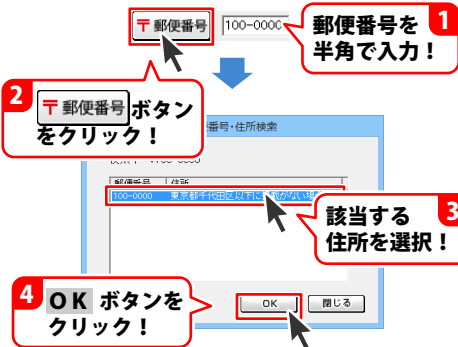 〒郵便番号 100-0000
1
郵便番号を
半角で入力！
2
〒郵便番号 ボタン
をクリック！
番号・住所検索
郵便番号 住所
100-0000 東京都千代田区以下に
3
該当する
住所を選択！
4
ＯＫ ボタンを
クリック！
OK 閉じる